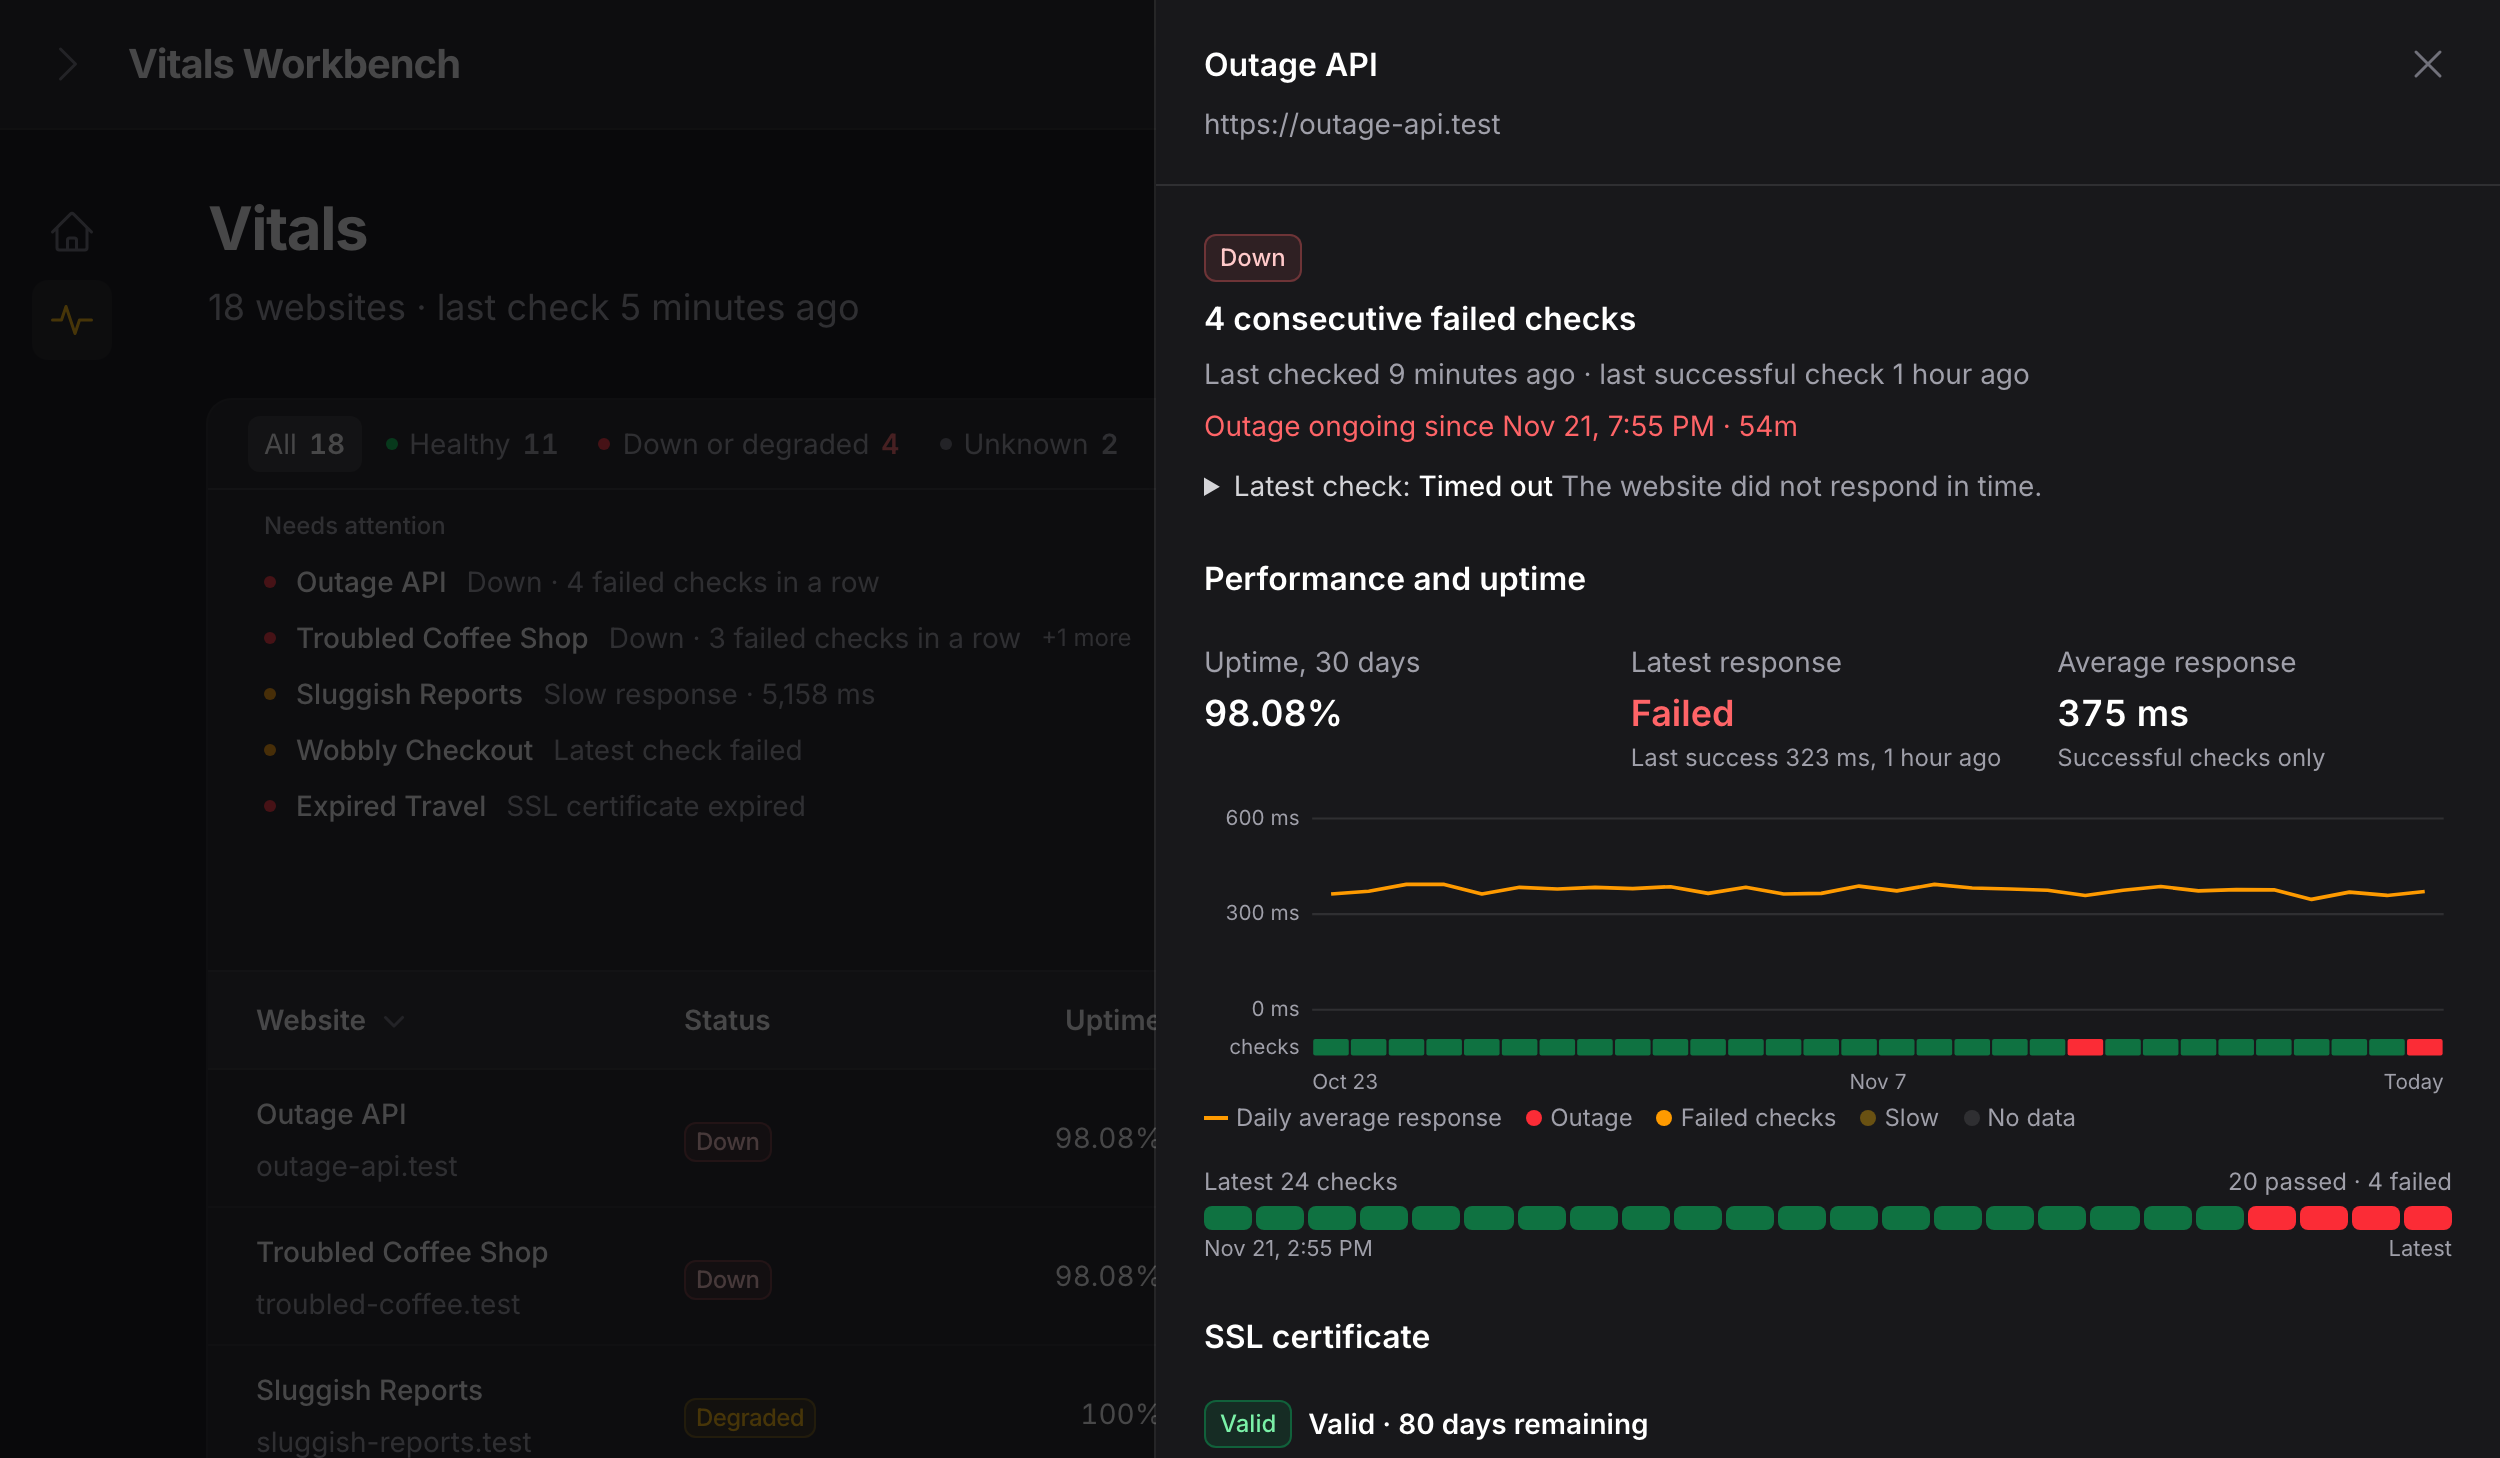 Vitals Workbench
Vitals
18 websites · last check 5 minutes ago
All 18 Healthy 11 Down or degraded 4 Unknown 2
Needs attention
Outage API Down · 4 failed checks in a row
Troubled Coffee Shop Down · 3 failed checks in a row +1 more
Sluggish Reports Slow response · 5,158 ms
Wobbly Checkout Latest check failed
Expired Travel SSL certificate expired
Website Status Uptime
Outage API
outage-api.test
Down
98.08%
Troubled Coffee Shop
troubled-coffee.test
Down
98.08%
Sluggish Reports
sluggish-reports.test
Degraded
100%
Outage API
https://outage-api.test
Down
4 consecutive failed checks
Last checked 9 minutes ago · last successful check 1 hour ago
Outage ongoing since Nov 21, 7:55 PM · 54m
Latest check: Timed out The website did not respond in time.
Performance and uptime
Uptime, 30 days
98.08%
Latest response
Failed
Last success 323 ms, 1 hour ago
Average response
375 ms
Successful checks only
600 ms
300 ms
0 ms
checks
Oct 23 Nov 7 Today
Daily average response Outage Failed checks Slow No data
Latest 24 checks 20 passed · 4 failed
Nov 21, 2:55 PM Latest
SSL certificate
Valid Valid · 80 days remaining